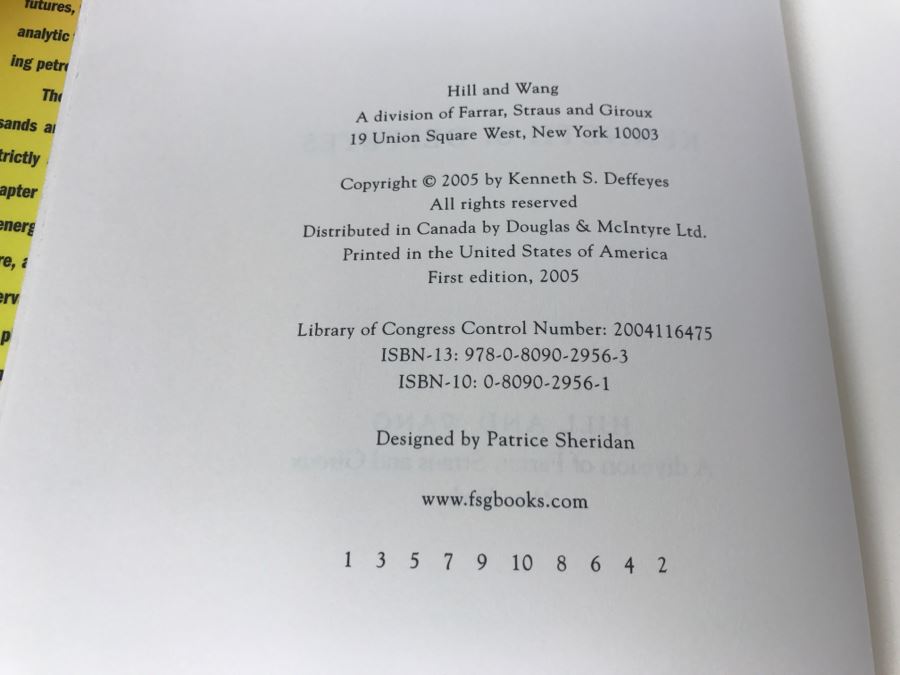 futures,
analytic
ing petr
The
sands a
trictly
apter
energ
re,
erv
p
Hill and Wang
A division of Farrar, Straus and Giroux
19 Union Square West, New York 10003
Copyright © 2005 by Kenneth S. Deffeyes
All rights reserved
Distributed in Canada by Douglas & McIntyre Ltd.
Printed in the United States of America
First edition, 2005
Library of Congress Control Number: 2004116475
ISBN-13: 978-0-8090-2956-3
ISBN-10: 0-8090-2956-1
Designed by Patrice Sheridan
www.fsgbooks.com
1 3 5 7 9 10 8 6 4 2